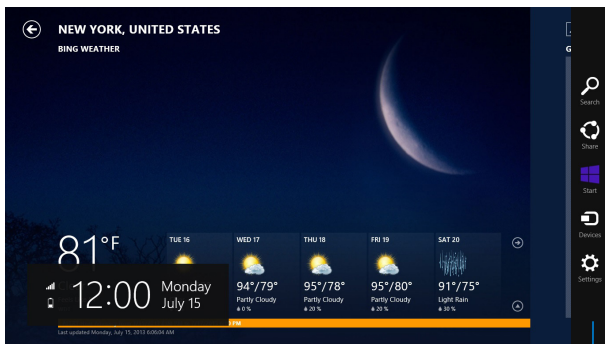 NEW YORK, UNITED STATES
BING WEATHER
G
Search
Share
Start
Devices
Settings
81°F
TUE 16
WED 17
THU 18
FRI 19
SAT 20
94°/79°
95°/78°
95°/80°
91°/75°
Partly Cloudy
Partly Cloudy
Partly Cloudy
Light Rain
0 %
20 %
20 %
30 %
12:00
Monday
July 15
PM
Last updated Monday, July 15, 2013 6:06:04 AM